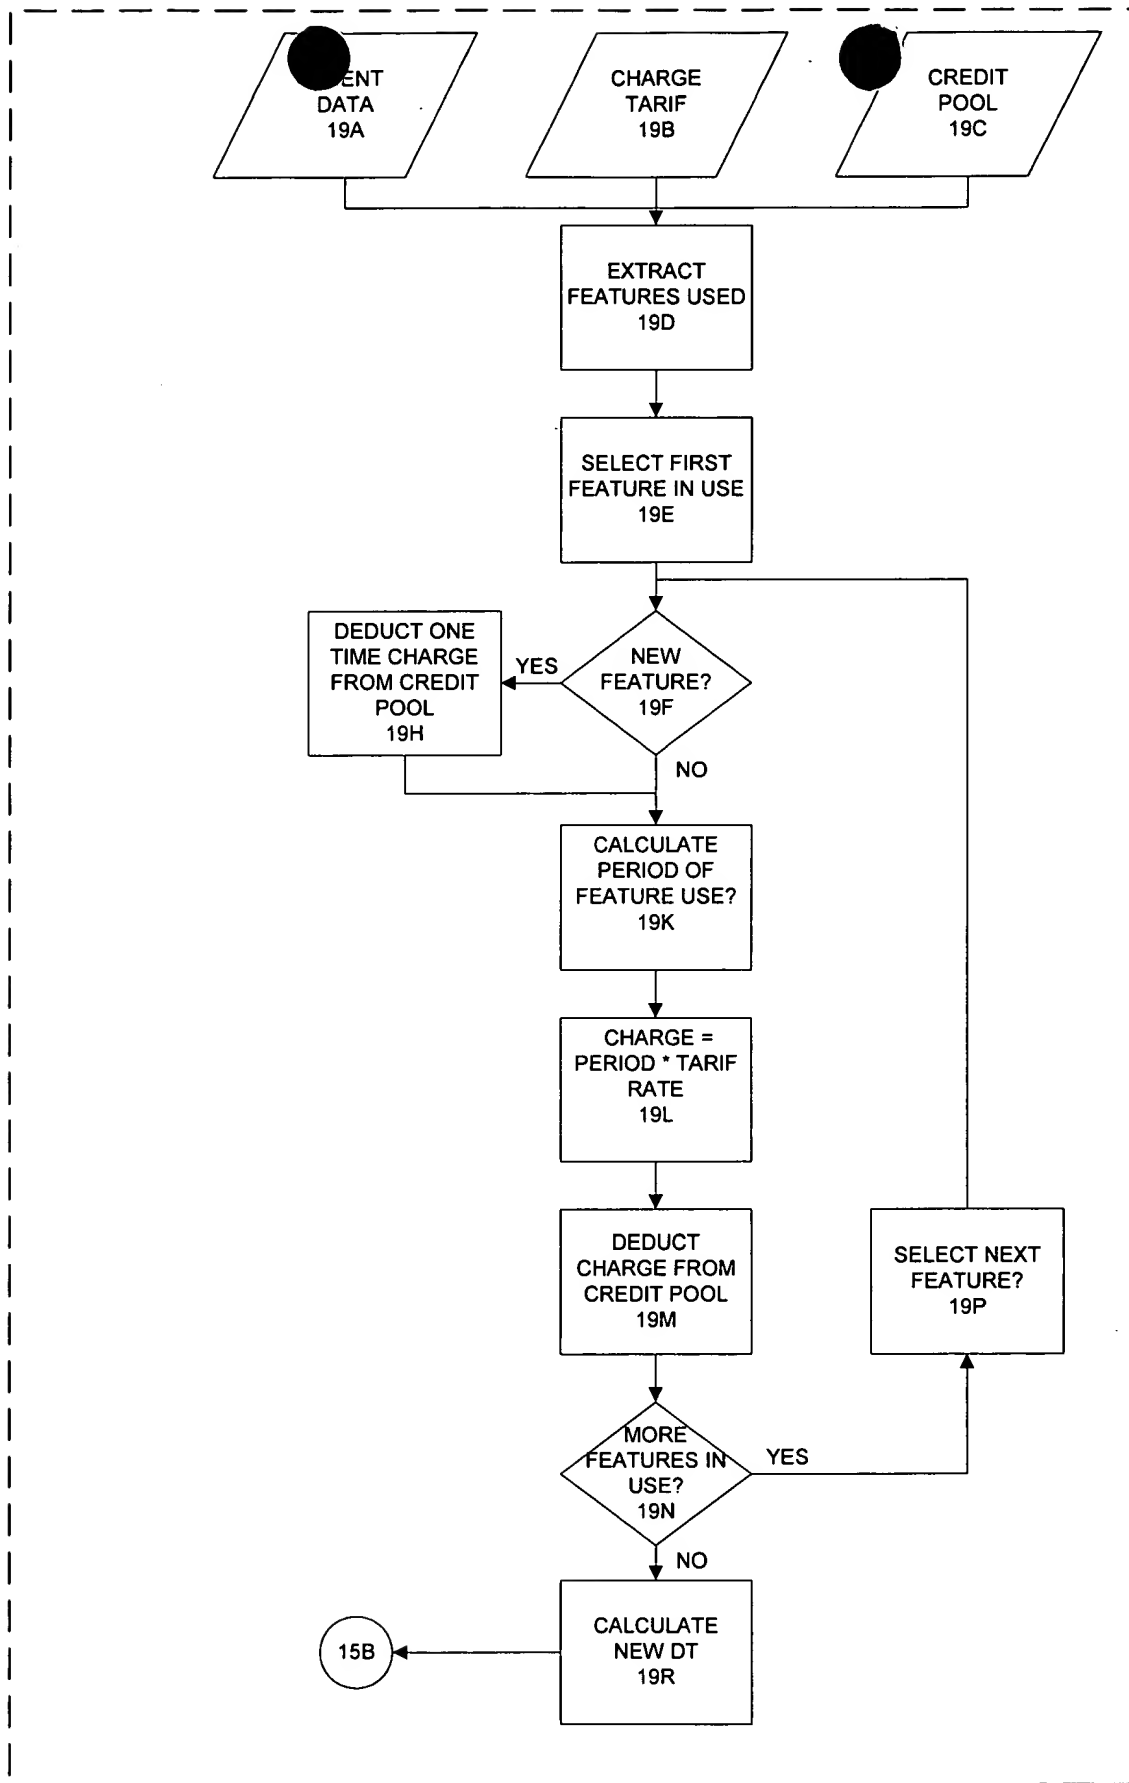 DATA
19A
CHARGE
TARIF
19B
CREDIT
POOL
19C
EXTRACT
FEATURES USED
19D
SELECT FIRST
FEATURE IN USE
19E
DEDUCT ONE
TIME CHARGE
FROM CREDIT
POOL
19H
YES
NEW
FEATURE?
19F
NO
CALCULATE
PERIOD OF
FEATURE USE?
19K
CHARGE =
PERIOD * TARIF
RATE
19L
DEDUCT
CHARGE FROM
CREDIT POOL
19M
SELECT NEXT
FEATURE?
19P
MORE
FEATURES IN
USE?
19N
YES
NO
CALCULATE
NEW DT
19R
15B